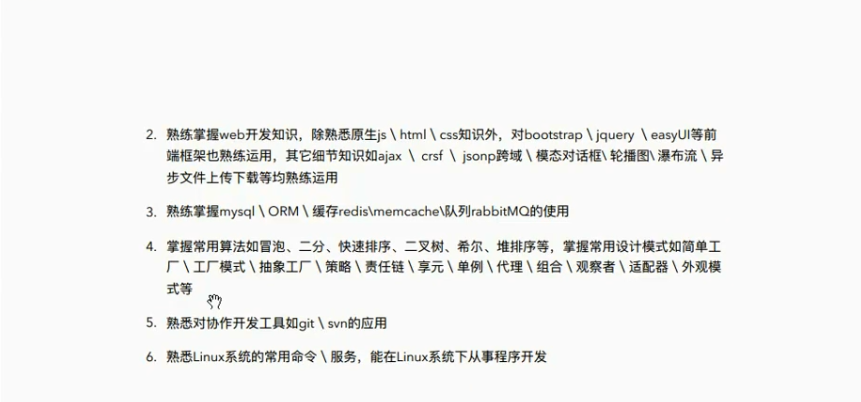 2. 熟练掌握web开发知识，除熟悉原生js \ html \ css知识外，对bootstrap \ jquery \ easyUI等前
端框架也熟练运用，其它细节知识如ajax \ crsf \ jsonp跨域 \ 模态对话框\ 轮播图\ 瀑布流 \ 异
步文件上传下载等均熟练运用
3. 熟练掌握mysql \ ORM \ 缓存redis\memcache\队列rabbitMQ的使用
4. 掌握常用算法如冒泡、二分、快速排序、二叉树、希尔、堆排序等，掌握常用设计模式如简单工
厂 \ 工厂模式 \ 抽象工厂 \ 策略 \ 责任链 \ 享元 \ 单例 \ 代理 \ 组合 \ 观察者 \ 适配器 \ 外观模
式等
5. 熟悉对协作开发工具如git \ svn的应用
6. 熟悉Linux系统的常用命令 \ 服务，能在Linux系统下从事程序开发